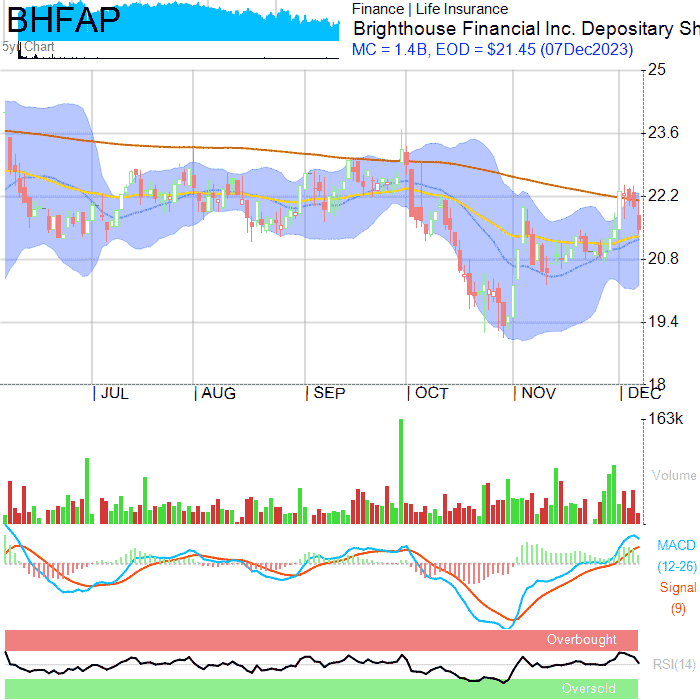 BHFAP
Finance | Life Insurance
Brighthouse Financial Inc. Depositary Sh
MC = 1.4B, EOD = $21.45 (07Dec2023)
5yr Chart
25
23.6
22.2
20.8
19.4
18
JUL AUG SEP OCT NOV DEC
163k
Volume
MACD
(12-26)
Signal
(9)
Overbought
RSI(14)
Oversold